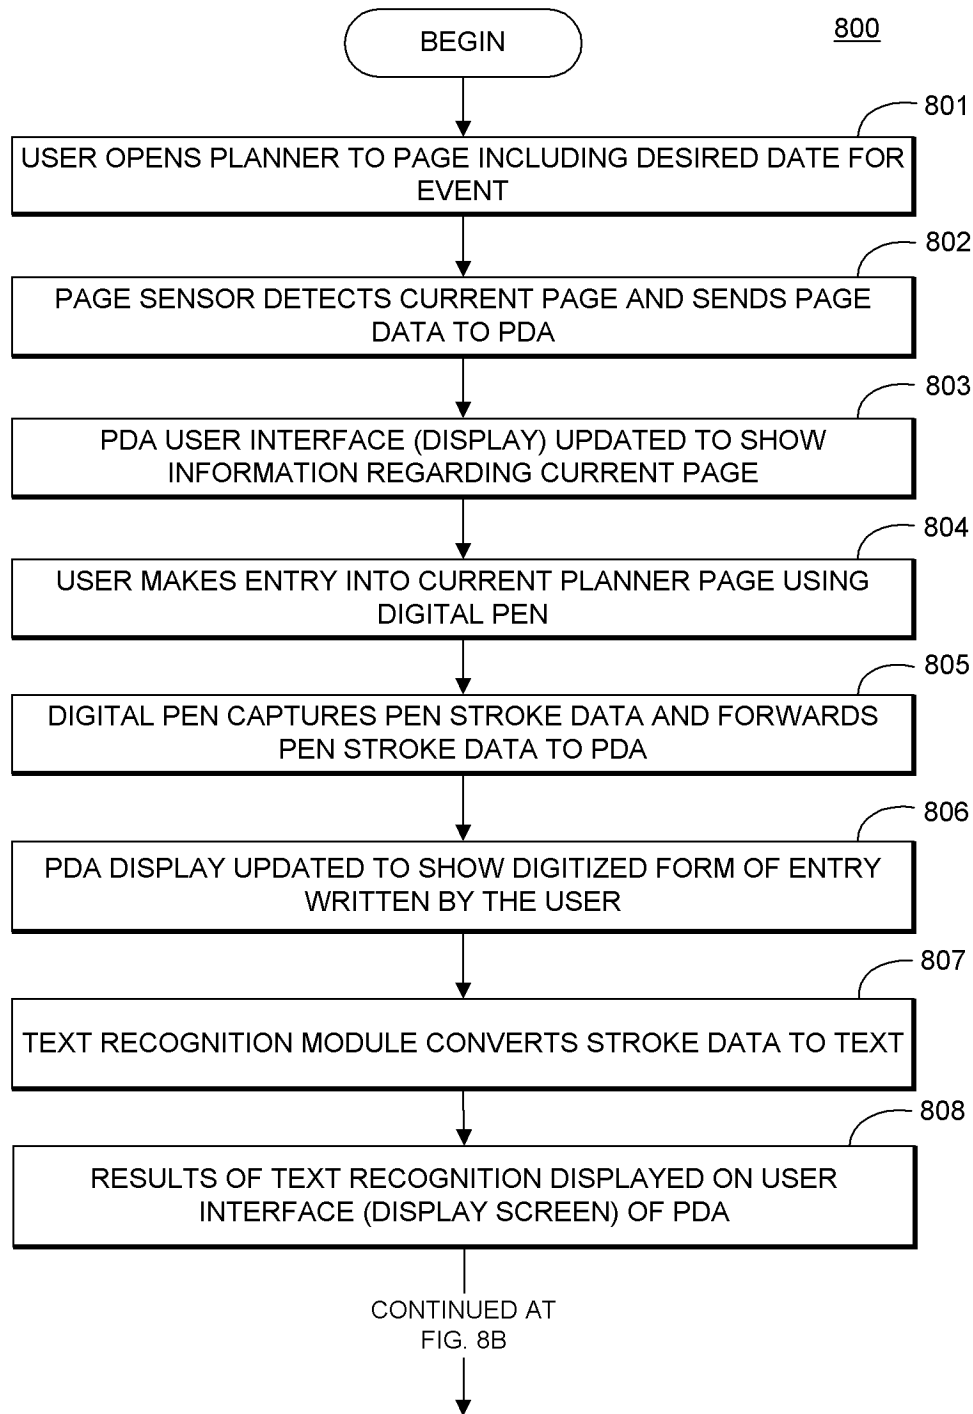 BEGIN
800
801
USER OPENS PLANNER TO PAGE INCLUDING DESIRED DATE FOR
EVENT
802
PAGE SENSOR DETECTS CURRENT PAGE AND SENDS PAGE
DATA TO PDA
803
PDA USER INTERFACE (DISPLAY) UPDATED TO SHOW
INFORMATION REGARDING CURRENT PAGE
804
USER MAKES ENTRY INTO CURRENT PLANNER PAGE USING
DIGITAL PEN
805
DIGITAL PEN CAPTURES PEN STROKE DATA AND FORWARDS
PEN STROKE DATA TO PDA
806
PDA DISPLAY UPDATED TO SHOW DIGITIZED FORM OF ENTRY
WRITTEN BY THE USER
807
TEXT RECOGNITION MODULE CONVERTS STROKE DATA TO TEXT
808
RESULTS OF TEXT RECOGNITION DISPLAYED ON USER
INTERFACE (DISPLAY SCREEN) OF PDA
CONTINUED AT
FIG. 8B